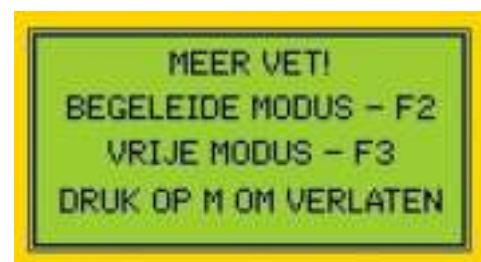 MEER VET!
BEGELEIDE MODUS - F2
VRIJE MODUS - F3
DRUK OP M OM VERLATEN